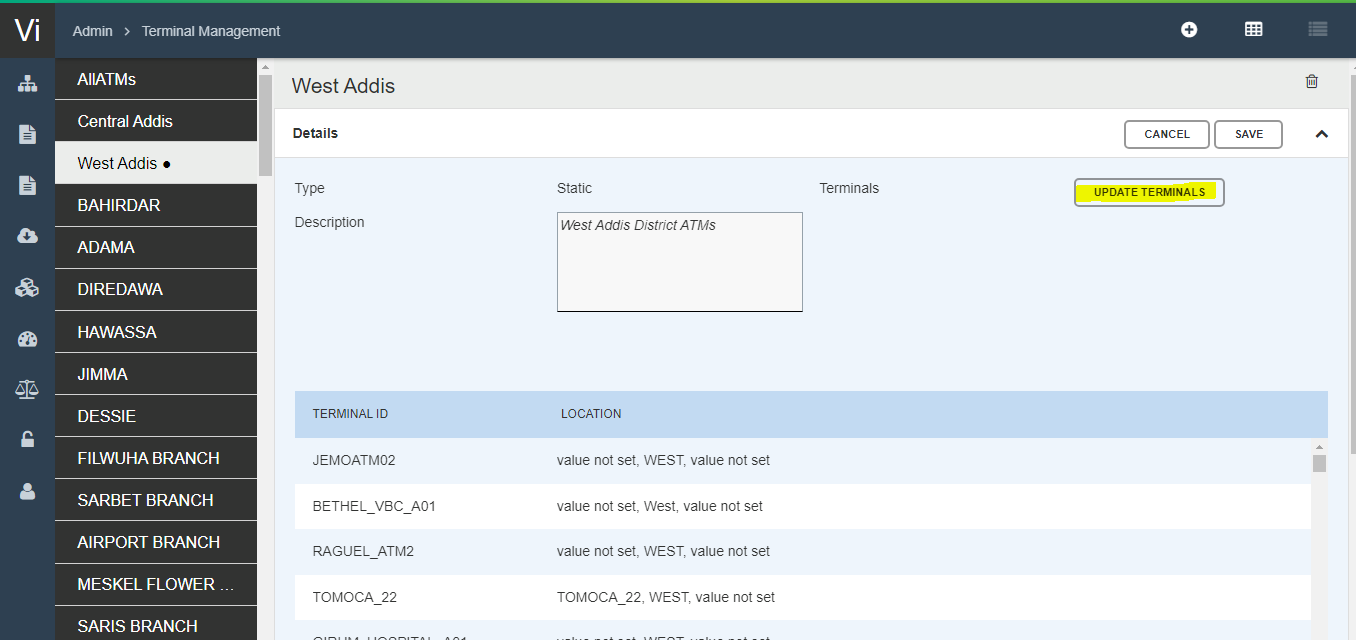 Vi
Admin > Terminal Management
AllATMs
Central Addis
West Addis ●
BAHIRDAR
ADAMA
DIREDAWA
HAWASSA
JIMMA
DESSIE
FILWUHA BRANCH
SARBET BRANCH
AIRPORT BRANCH
MESKEL FLOWER ...
SARIS BRANCH
West Addis
Details
CANCEL
SAVE
Type
Static
Terminals
UPDATE TERMINALS
Description
West Addis District ATMs
TERMINAL ID LOCATION
JEMOATM02 value not set, WEST, value not set
BETHEL_VBC_A01 value not set, West, value not set
RAGUEL_ATM2 value not set, WEST, value not set
TOMOCA_22 TOMOCA_22, WEST, value not set